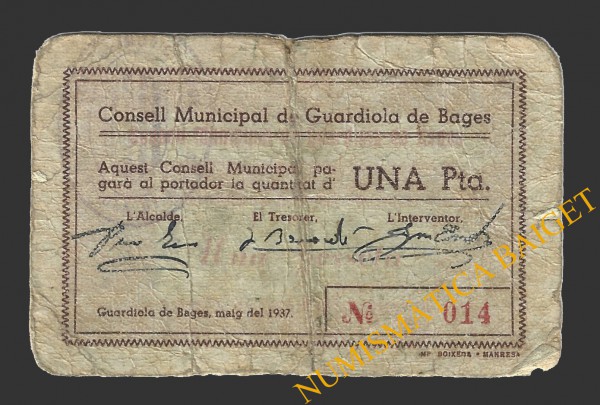 Consell Municipal de Guardiola de Bages
Aquest Consell Municipal pa-
garà al portador la quantitat d'
UNA Pta.
L'Alcalde, El Tresorer, L'Interventor,
Guardiola de Bages, maig del 1937.
Nº 014
IMP BOIXEDA - MANRESA
NUMISMÀTICA BAIGET